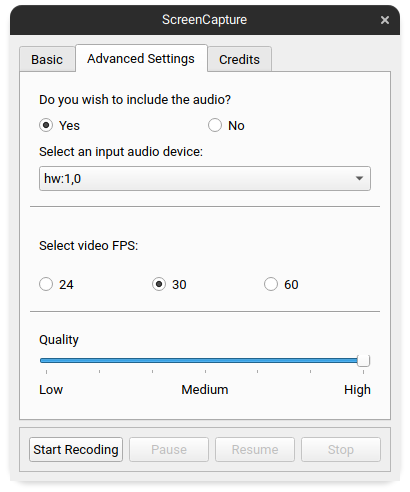 ScreenCapture
Basic Advanced Settings Credits
Do you wish to include the audio?
Yes No
Select an input audio device:
hw:1,0
Select video FPS:
24 30 60
Quality
Low Medium High
Start Recoding Pause Resume Stop